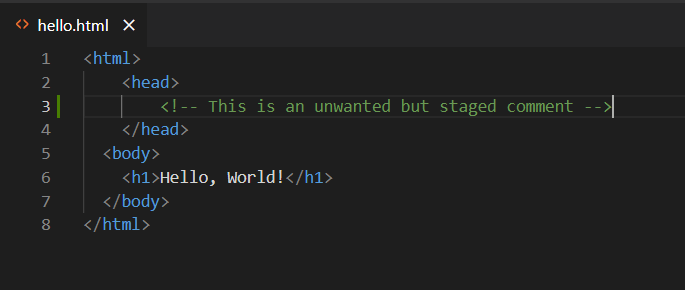 <> hello.html ×
1 <html>
2     <head>
3         <!-- This is an unwanted but staged comment -->
4     </head>
5   <body>
6     <h1>Hello, World!</h1>
7   </body>
8 </html>